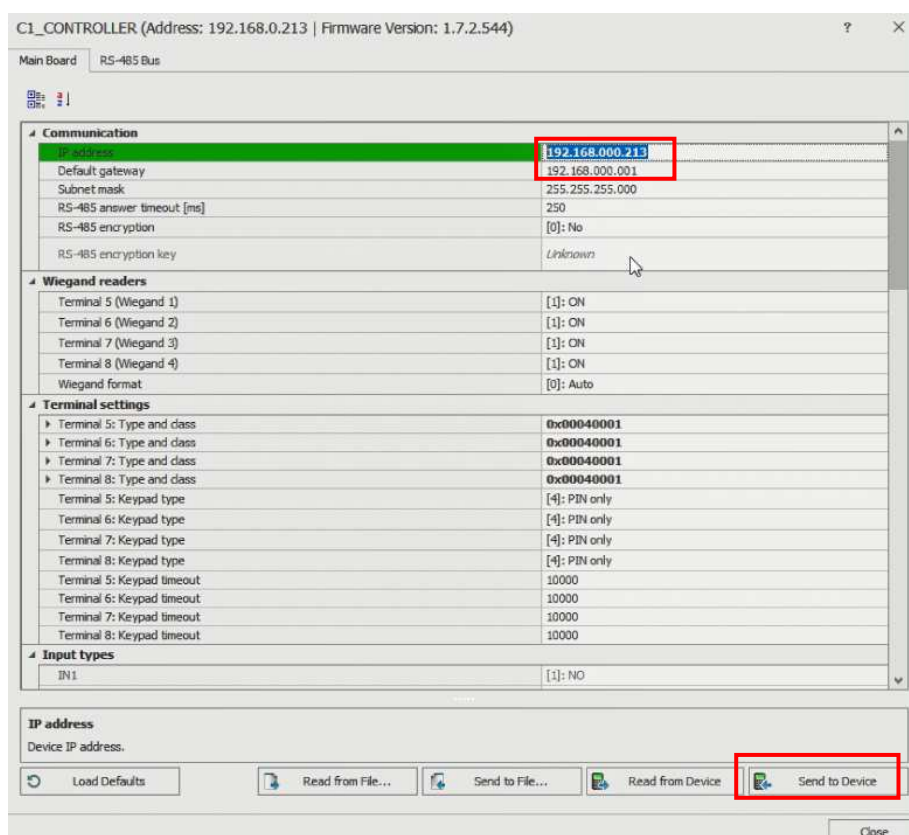 C1_CONTROLLER (Address: 192.168.0.213 | Firmware Version: 1.7.2.544)
Main Board RS-485 Bus
Communication
IP address 192.168.000.213
Default gateway 192.168.000.001
Subnet mask 255.255.255.000
RS-485 answer timeout [ms] 250
RS-485 encryption [0]: No
RS-485 encryption key Unknown
Wiegand readers
Terminal 5 (Wiegand 1) [1]: ON
Terminal 6 (Wiegand 2) [1]: ON
Terminal 7 (Wiegand 3) [1]: ON
Terminal 8 (Wiegand 4) [1]: ON
Wiegand format [0]: Auto
Terminal settings
Terminal 5: Type and class 0x00040001
Terminal 6: Type and class 0x00040001
Terminal 7: Type and class 0x00040001
Terminal 8: Type and class 0x00040001
Terminal 5: Keypad type [4]: PIN only
Terminal 6: Keypad type [4]: PIN only
Terminal 7: Keypad type [4]: PIN only
Terminal 8: Keypad type [4]: PIN only
Terminal 5: Keypad timeout 10000
Terminal 6: Keypad timeout 10000
Terminal 7: Keypad timeout 10000
Terminal 8: Keypad timeout 10000
Input types
IN1 [1]: NO
IP address
Device IP address.
Load Defaults Read from File... Send to File... Read from Device Send to Device
Close